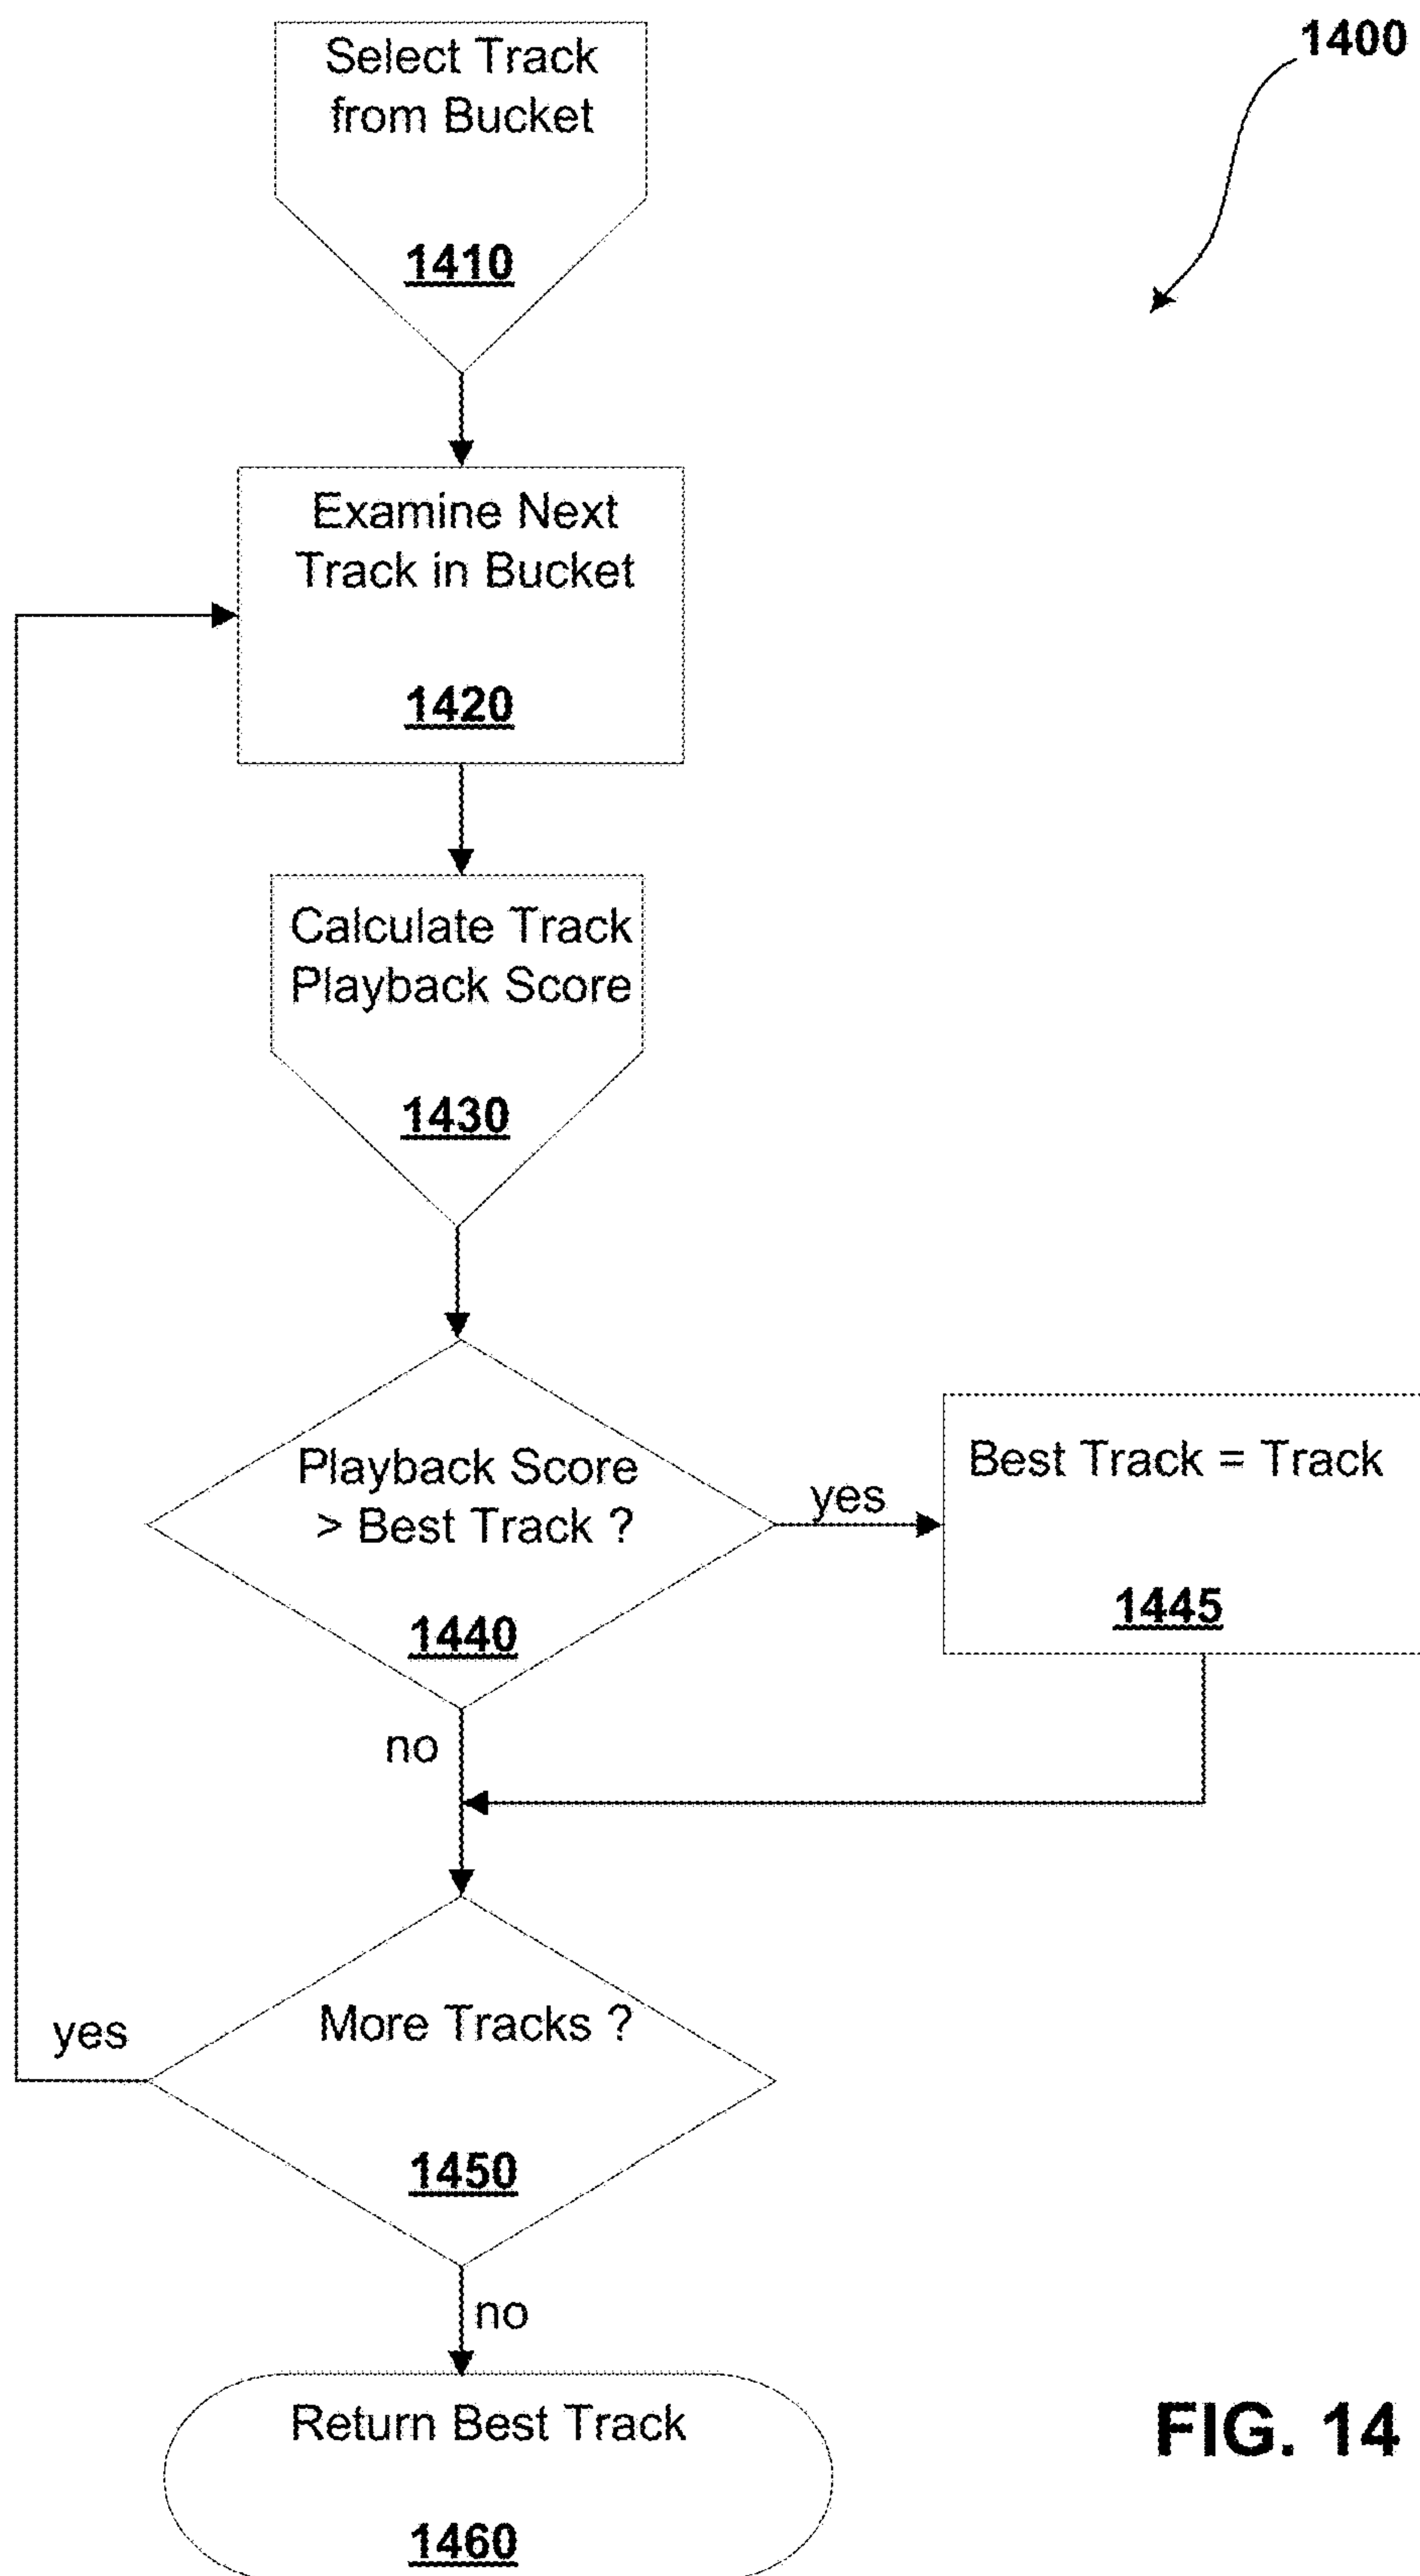 1400
Select Track
from Bucket
1410
Examine Next
Track in Bucket
1420
Calculate Track
Playback Score
1430
Playback Score
> Best Track ?
1440
yes
Best Track = Track
1445
no
More Tracks ?
1450
yes
no
Return Best Track
1460
FIG. 14